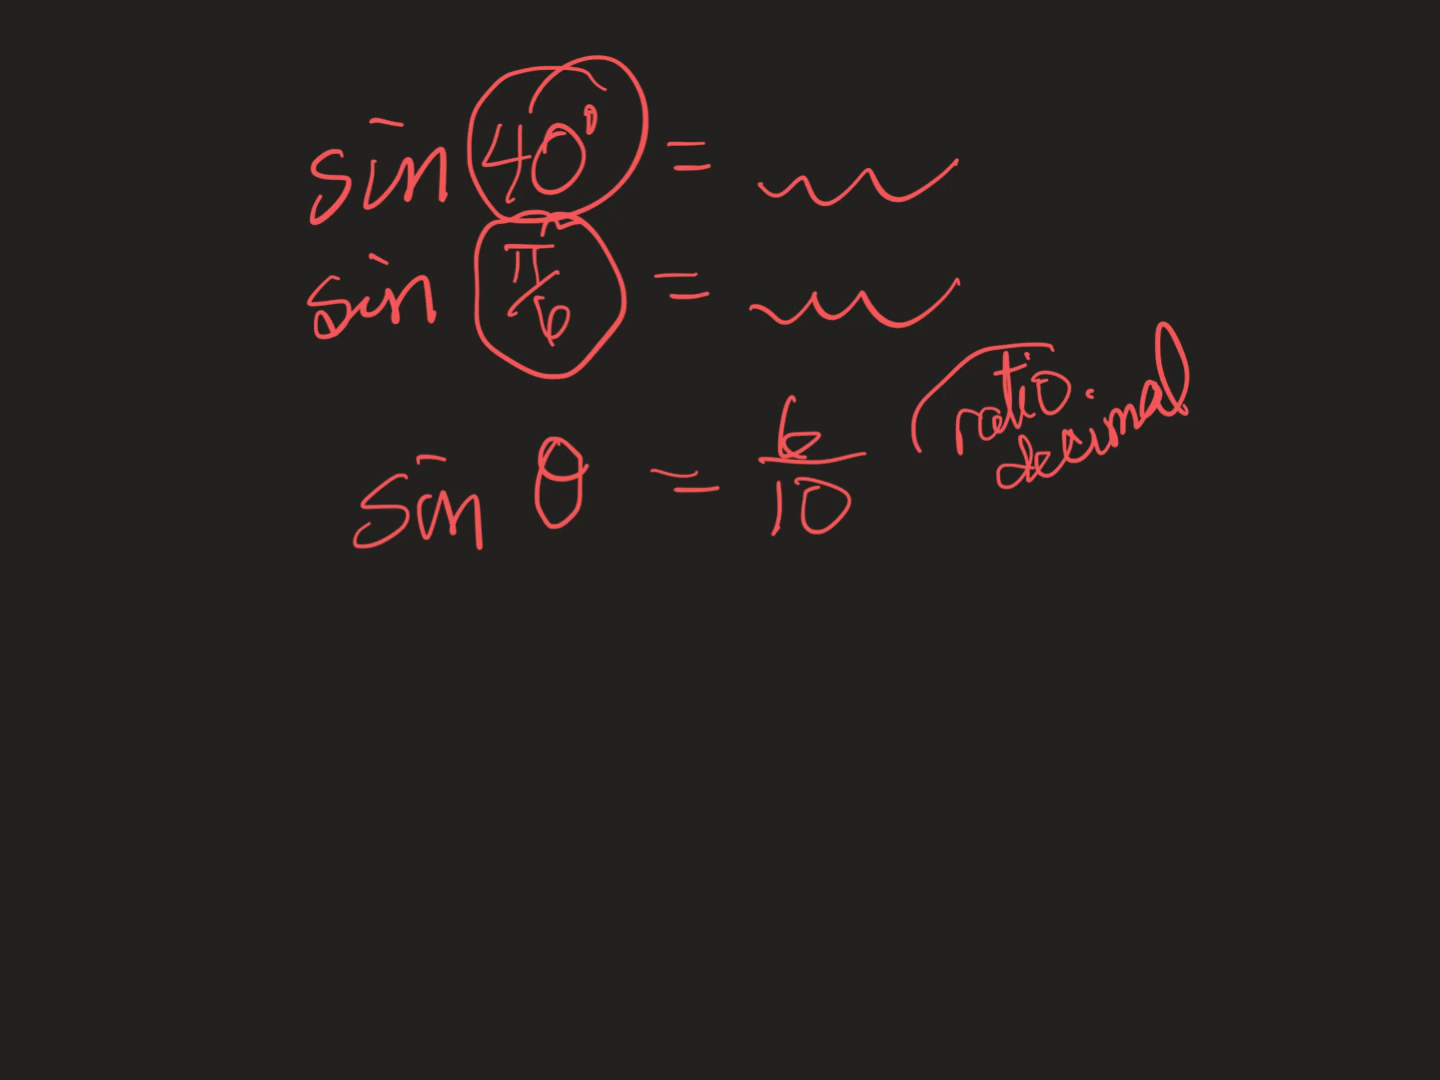 sin 40° =
sin π/6 =
sin θ = 6/10
ratio
decimal